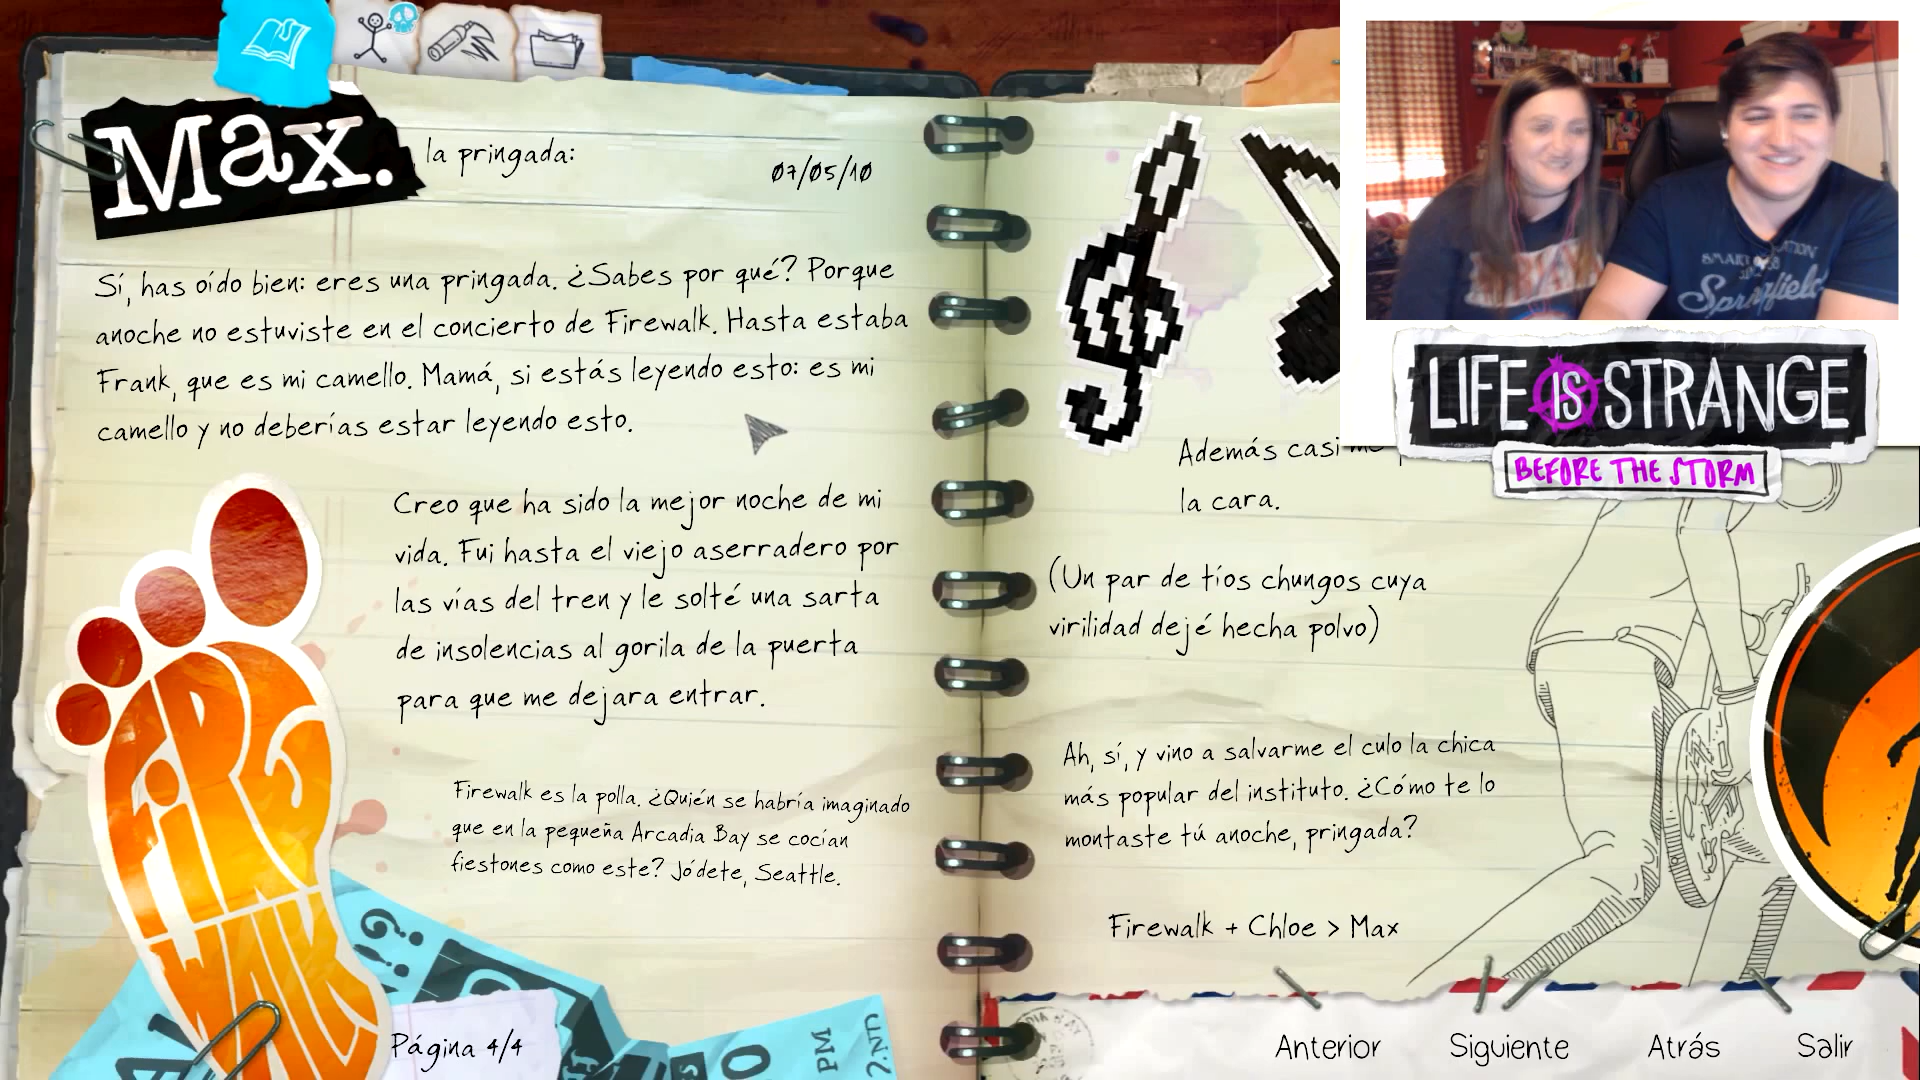 Max.
la pringada:
07/05/10
Sí, has oído bien: eres una pringada. ¿Sabes por qué? Porque
anoche no estuviste en el concierto de Firewalk. Hasta estaba
Frank, que es mi camello. Mamá, si estás leyendo esto: es mi
camello y no deberías estar leyendo esto.
Creo que ha sido la mejor noche de mi
vida. Fui hasta el viejo aserradero por
las vías del tren y le solté una sarta
de insolencias al gorila de la puerta
para que me dejara entrar.
Firewalk es la polla. ¿Quién se habría imaginado
que en la pequeña Arcadia Bay se cocían
fiestones como este? Jódete, Seattle.
FIRE
WALK
PM
Página 4/4
Además casi
la cara.
(Un par de tíos chungos cuya
virilidad dejé hecha polvo)
Ah, sí, y vino a salvarme el culo la chica
más popular del instituto. ¿Cómo te lo
montaste tú anoche, pringada?
Firewalk + Chloe > Max
Anterior
Siguiente
Atrás
Salir
Springfield
LIFE IS STRANGE
BEFORE THE STORM